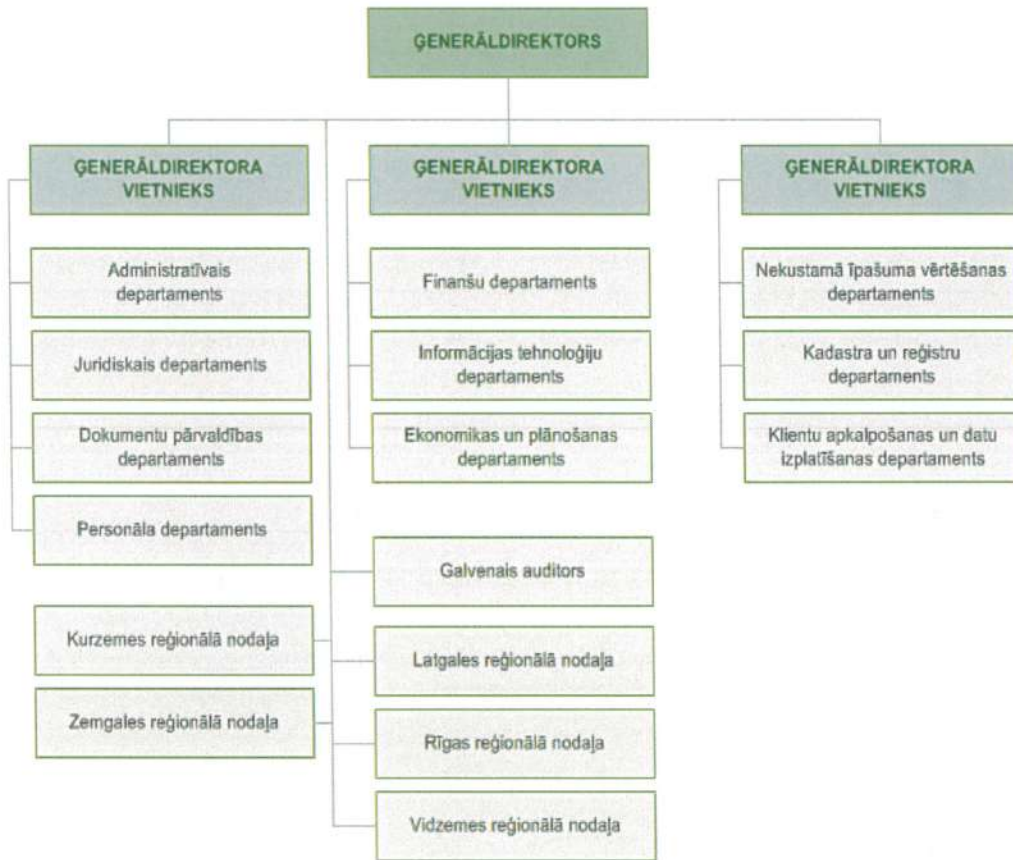 ĢENERĀLDIREKTORS
ĢENERĀLDIREKTORA
VIETNIEKS
Administratīvais
departaments
Juridiskais departaments
Dokumentu pārvaldības
departaments
Personāla departaments
ĢENERĀLDIREKTORA
VIETNIEKS
Finanšu departaments
Informācijas tehnoloģiju
departaments
Ekonomikas un plānošanas
departaments
ĢENERĀLDIREKTORA
VIETNIEKS
Nekustamā īpašuma vērtēšanas
departaments
Kadastra un reģistru
departaments
Klientu apkalpošanas un datu
izplatīšanas departaments
Galvenais auditors
Kurzemes reģionālā nodaļa
Latgales reģionālā nodaļa
Zemgales reģionālā nodaļa
Rīgas reģionālā nodaļa
Vidzemes reģionālā nodaļa